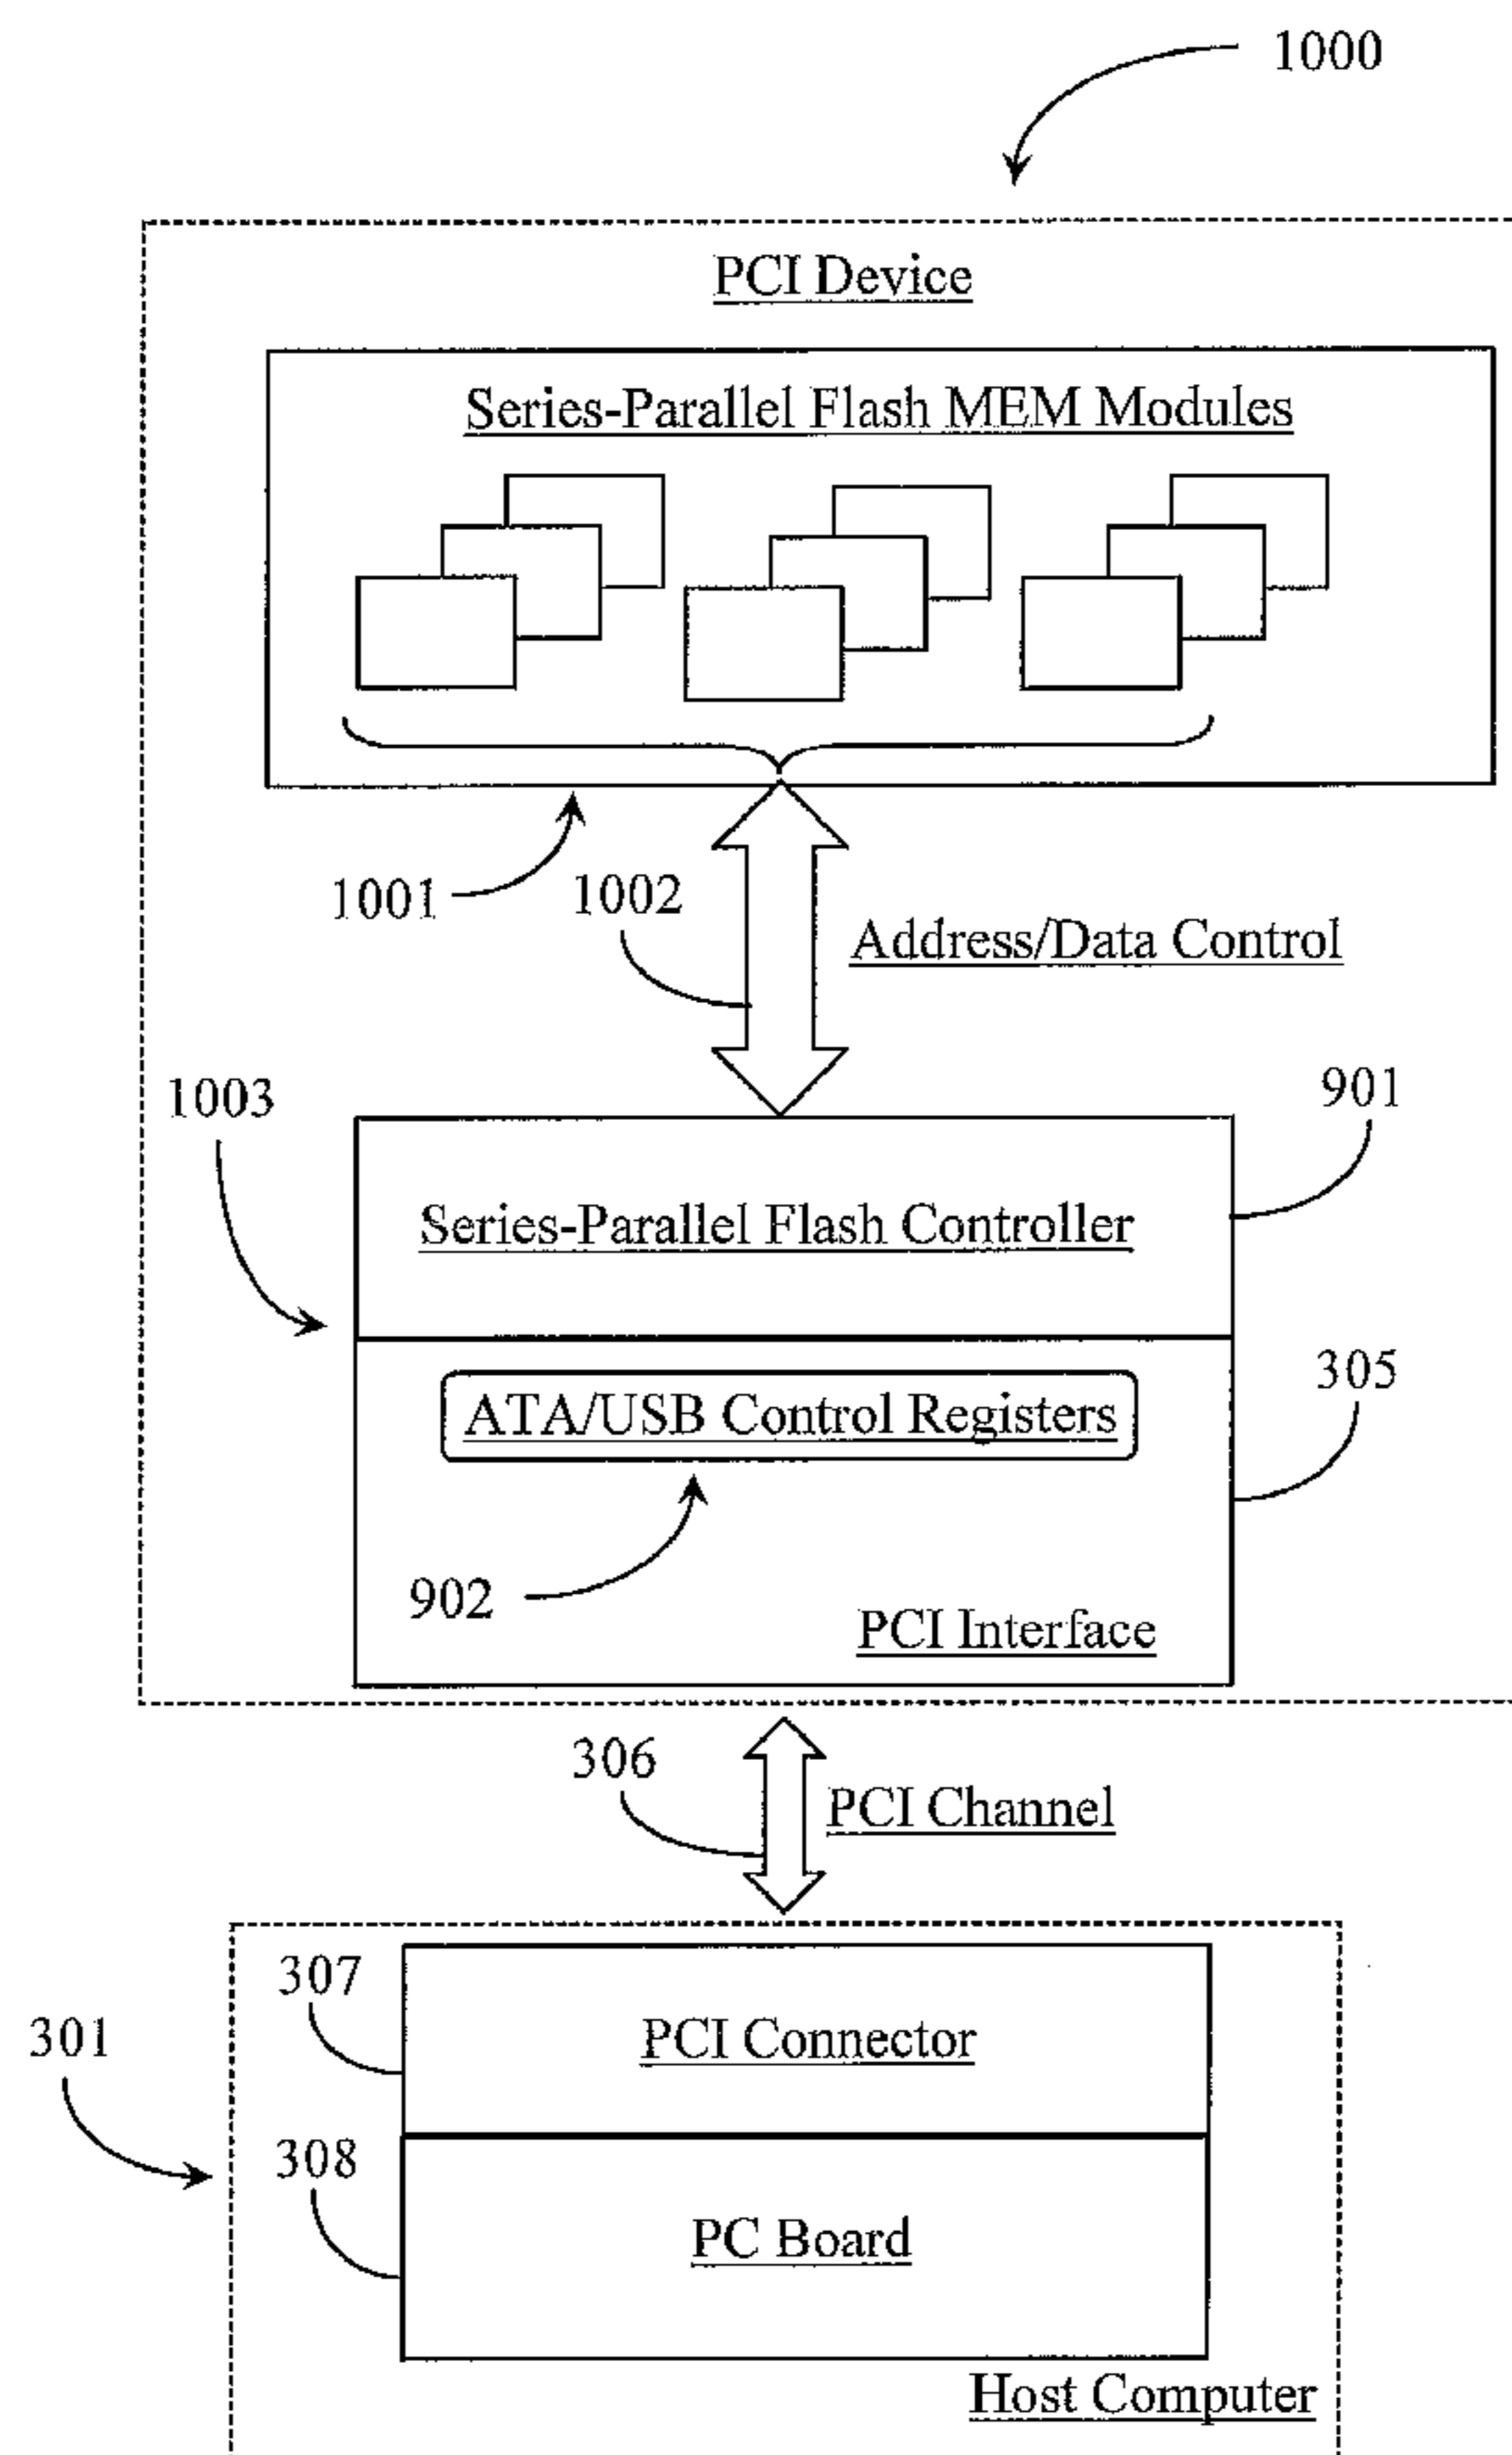 1000
PCI Device
Series-Parallel Flash MEM Modules
1001
1002
Address/Data Control
1003
901
Series-Parallel Flash Controller
305
ATA/USB Control Registers
902
PCI Interface
306
PCI Channel
307
PCI Connector
301
308
PC Board
Host Computer